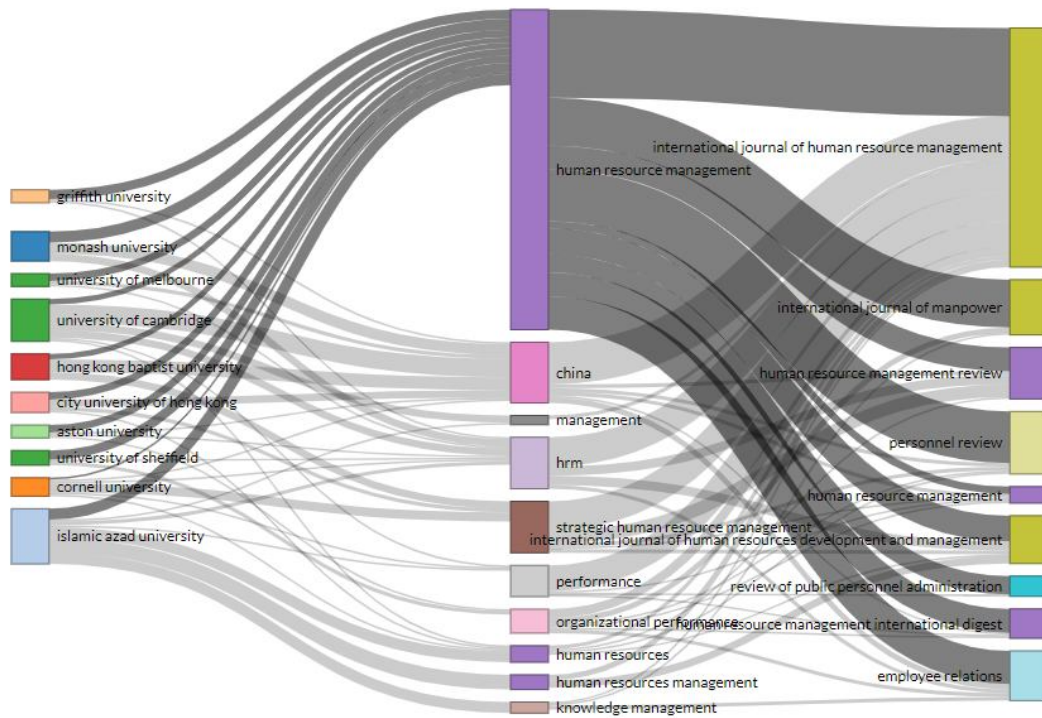 griffith university
monash university
university of melbourne
university of cambridge
hong kong baptist university
city university of hong kong
aston university
university of sheffield
cornell university
islamic azad university
human resource management
china
management
hrm
strategic human resource management
performance
organizational performance
human resources
human resources management
knowledge management
international journal of human resource management
international journal of manpower
human resource management review
personnel review
human resource management
international journal of human resources development and management
review of public personnel administration
human resource management international digest
employee relations